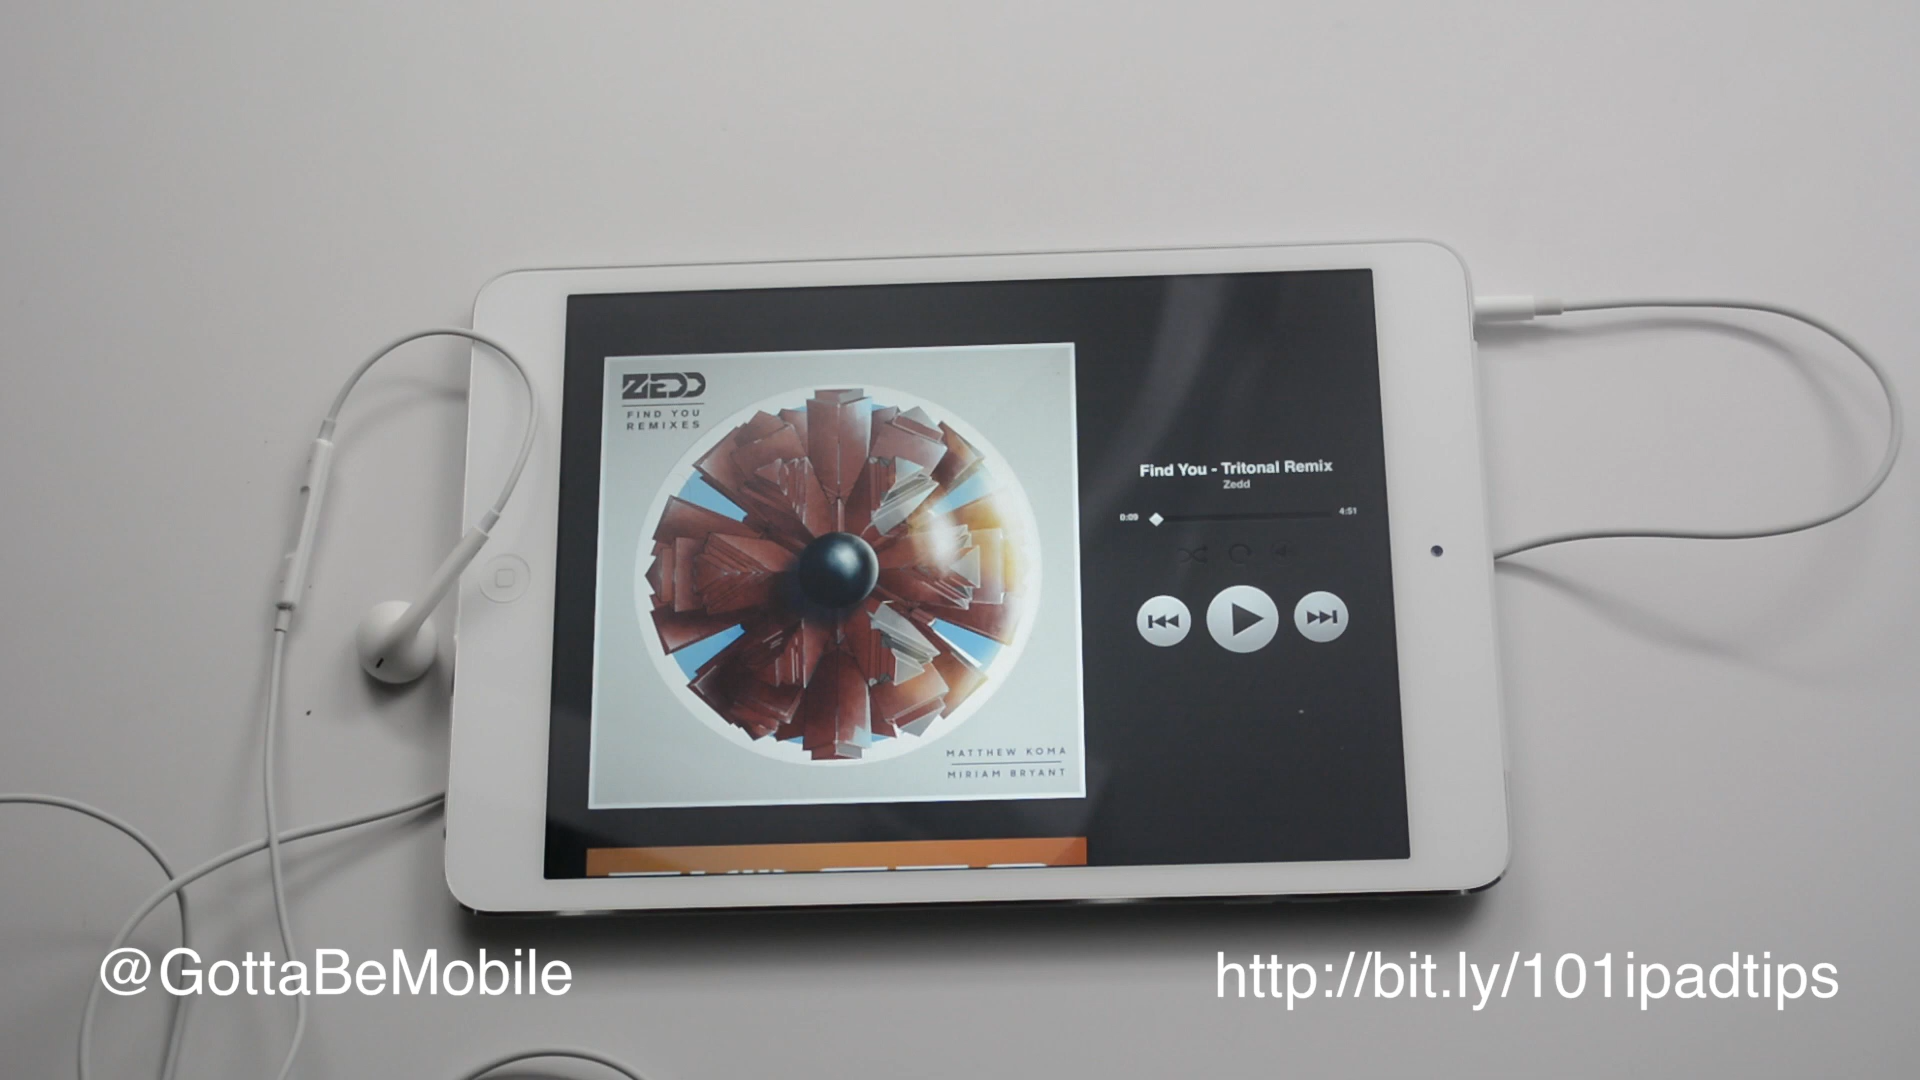 ZEDD
FIND YOU
REMIXES
Find You - Tritonal Remix
Zedd
0:09
4:51
MATTHEW KOMA
MIRIAM BRYANT
@GottaBeMobile
http://bit.ly/101ipadtips